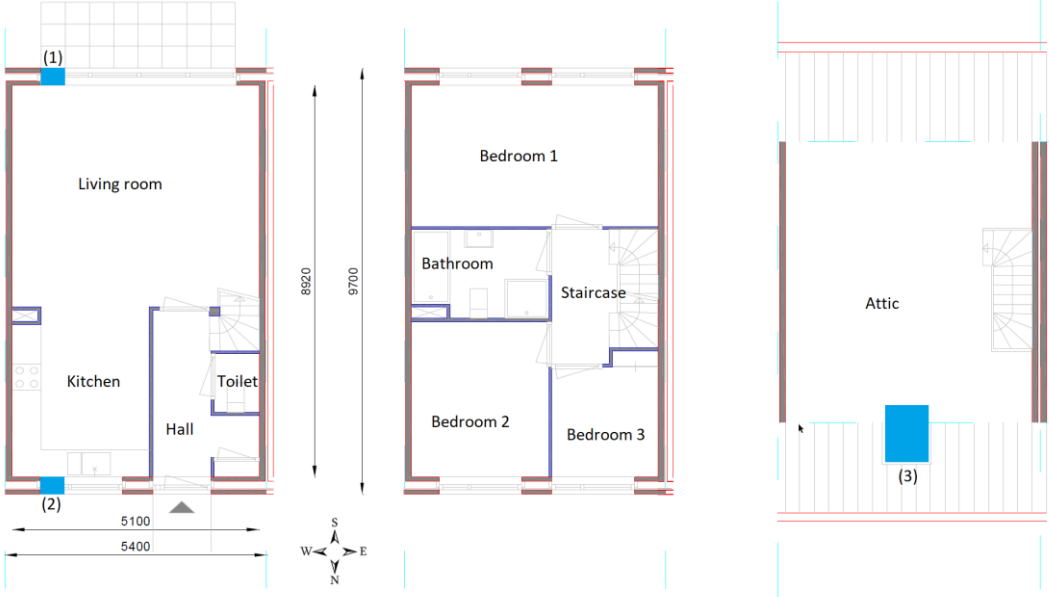 (1)
Living room
Kitchen
Toilet
Hall
(2)
5100
5400
8920
9700
S
W E
N
Bedroom 1
Bathroom
Staircase
Bedroom 2
Bedroom 3
Attic
(3)